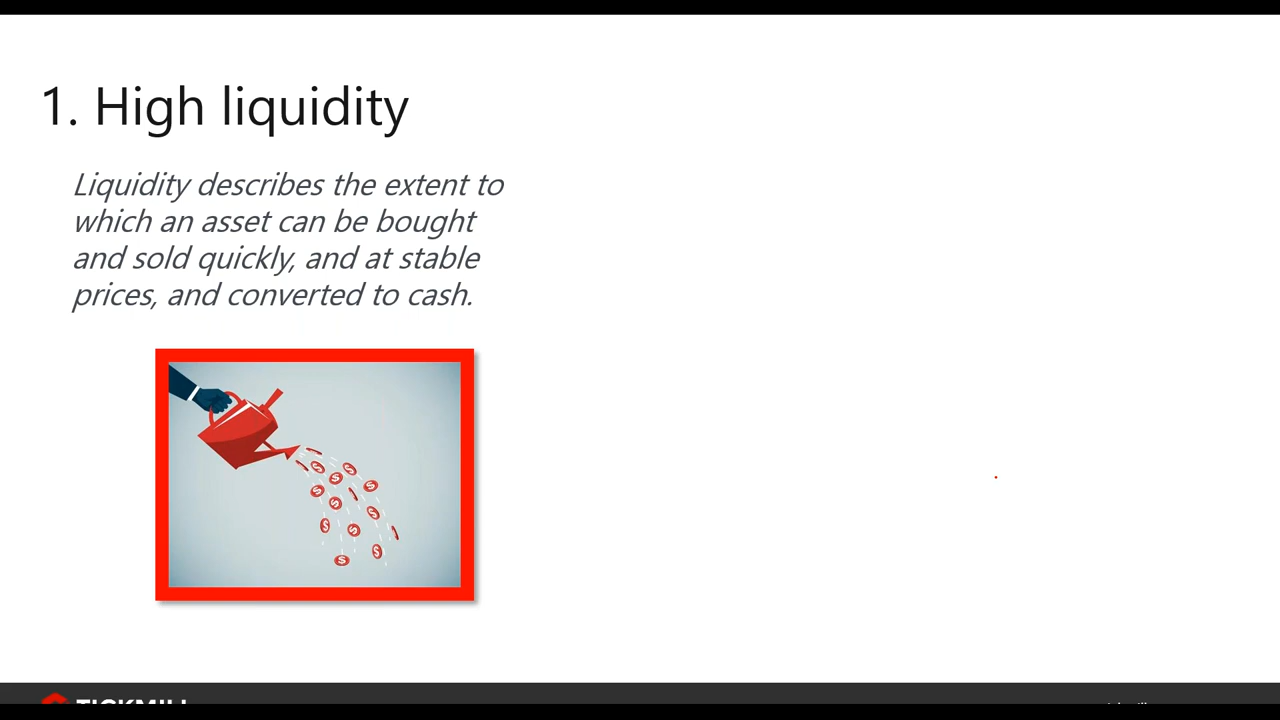 1. High liquidity
Liquidity describes the extent to
which an asset can be bought
and sold quickly, and at stable
prices, and converted to cash.
TICKMILL